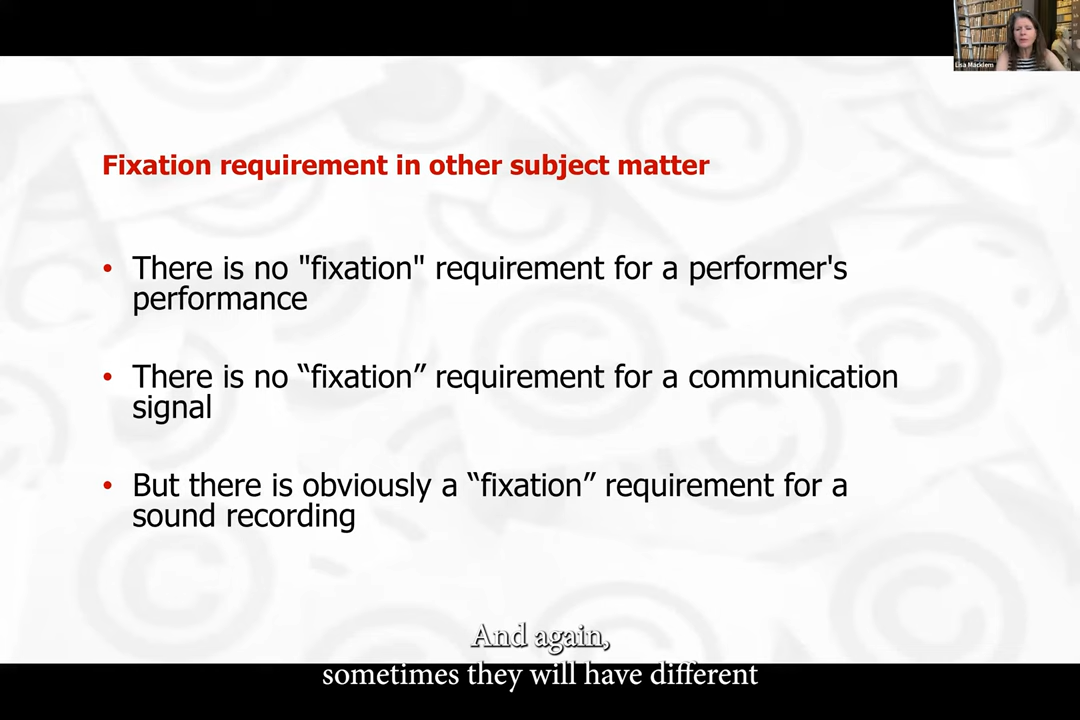 Lisa Macklem
Fixation requirement in other subject matter
• There is no "fixation" requirement for a performer's
performance
• There is no “fixation” requirement for a communication
signal
• But there is obviously a “fixation” requirement for a
sound recording
And again,
sometimes they will have different